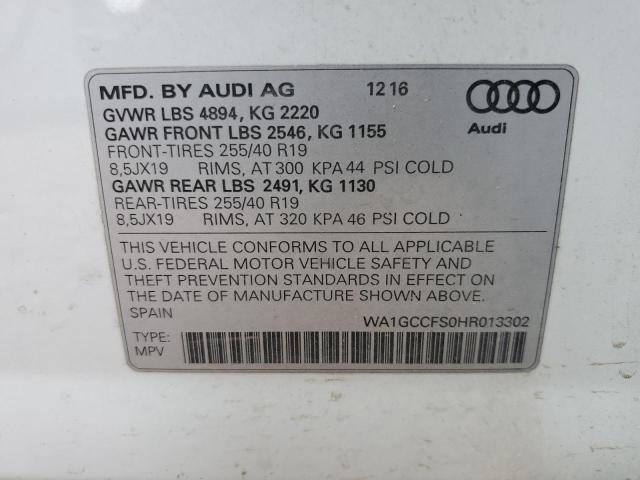 MFD. BY AUDI AG 12 16
GVWR LBS 4894, KG 2220
GAWR FRONT LBS 2546, KG 1155
FRONT-TIRES 255/40 R19
8,5JX19 RIMS, AT 300 KPA 44 PSI COLD
GAWR REAR LBS 2491, KG 1130
REAR-TIRES 255/40 R19
8,5JX19 RIMS, AT 320 KPA 46 PSI COLD
Audi
THIS VEHICLE CONFORMS TO ALL APPLICABLE
U.S. FEDERAL MOTOR VEHICLE SAFETY AND
THEFT PREVENTION STANDARDS IN EFFECT ON
THE DATE OF MANUFACTURE SHOWN ABOVE.
SPAIN WA1GCCFS0HR013302
TYPE:
MPV